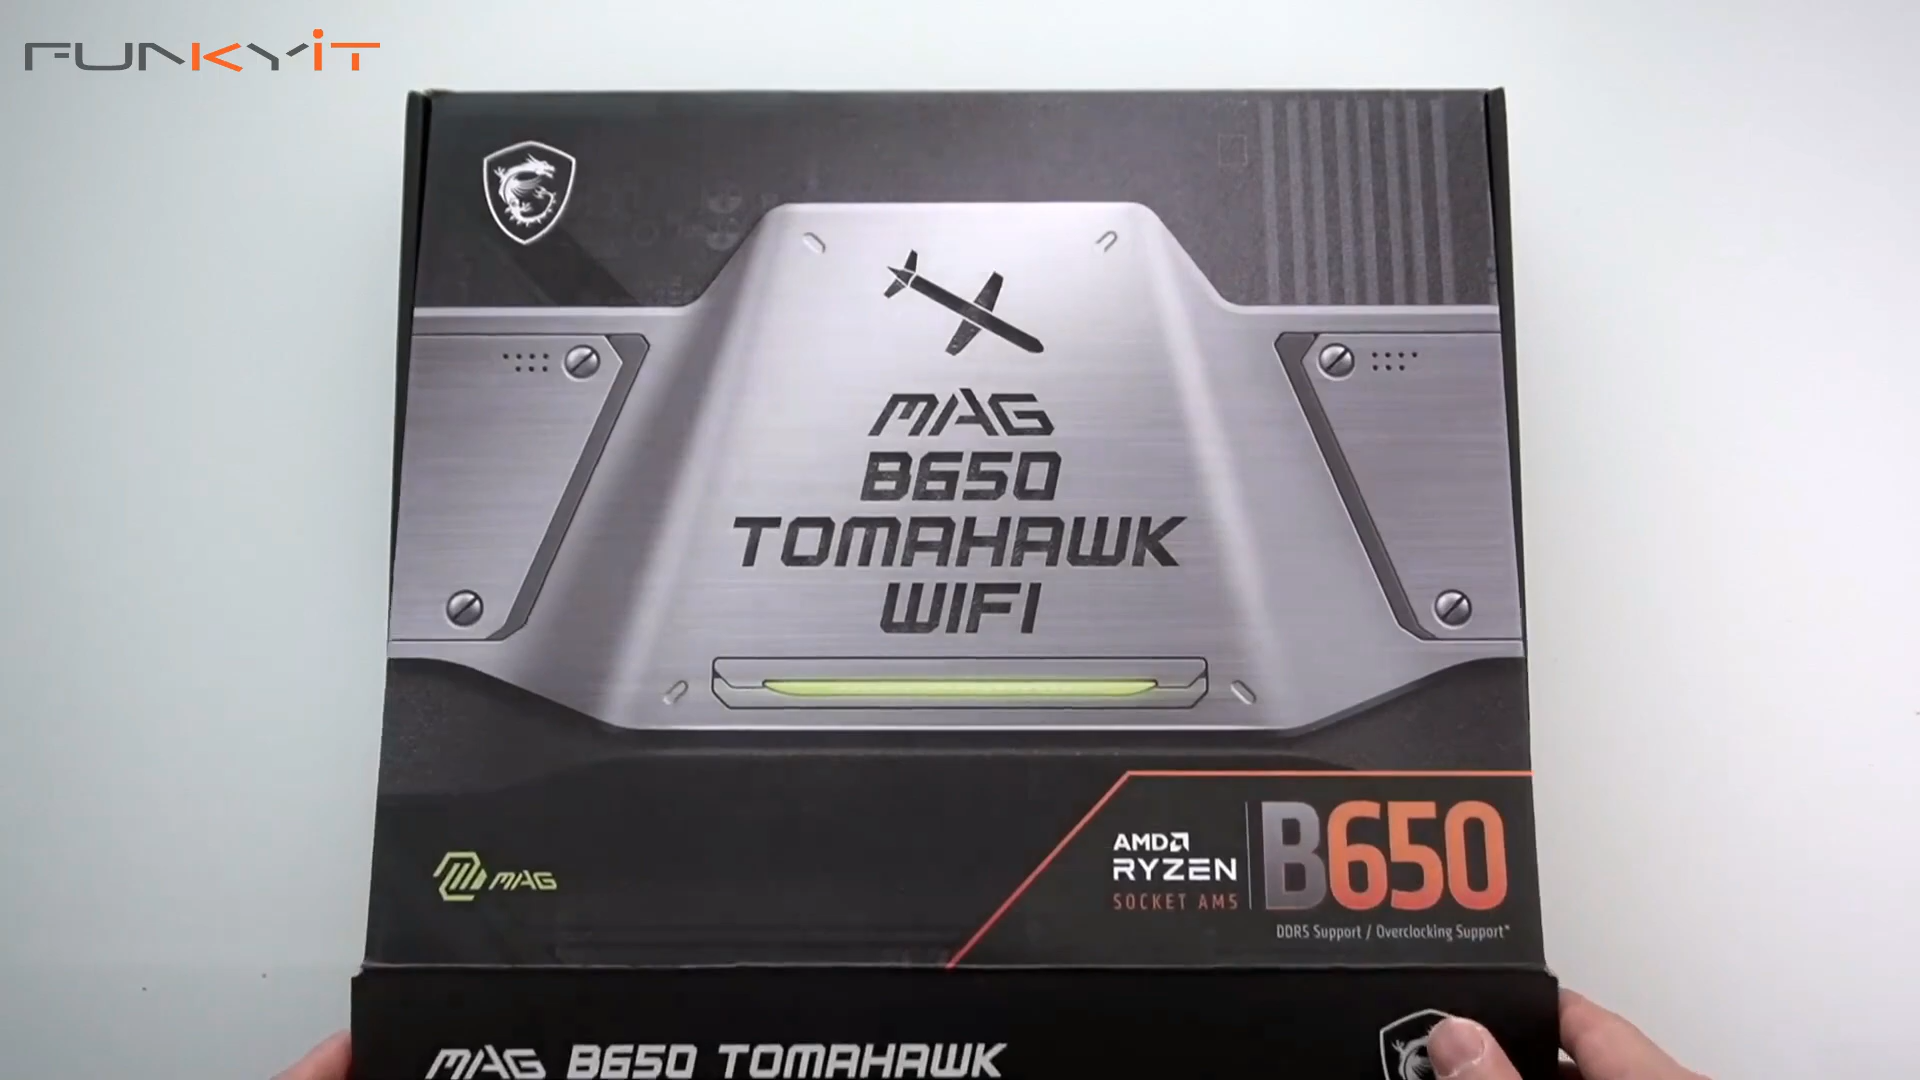 FUNKYIT
MAG
B650
TOMAHAWK
WIFI
MAG
AMD
RYZEN
SOCKET AM5
B650
DDR5 Support / Overclocking Support*
MAG B650 TOMAHAWK